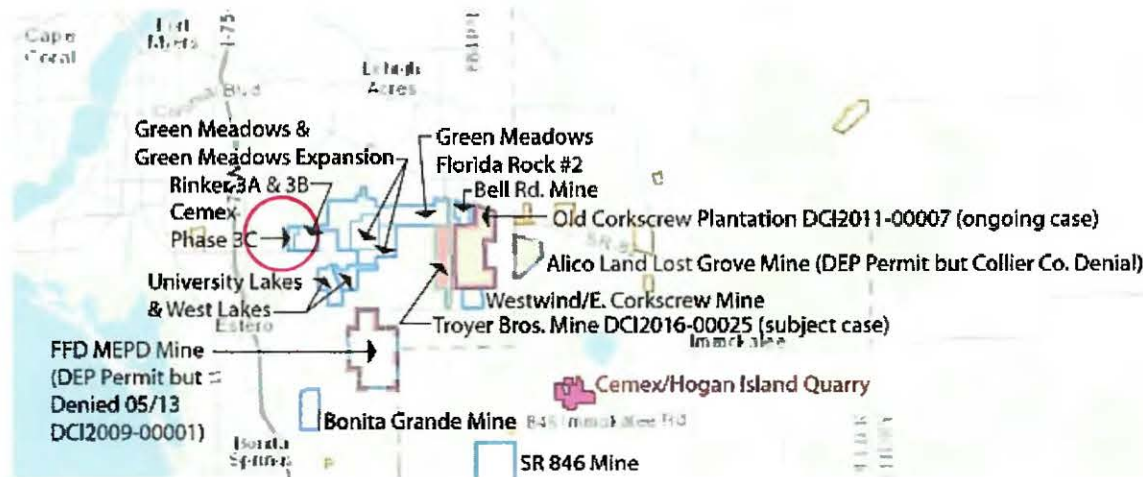 Cape
Coral
Fort
Myers
I-75
Lehigh
Acres
Blvd
Green Meadows &
Green Meadows Expansion
Rinker 3A & 3B
Cemex
Phase 3C
University Lakes
& West Lakes
Estero
Green Meadows
Florida Rock #2
Bell Rd. Mine
Old Corkscrew Plantation DCI2011-00007 (ongoing case)
Alico Land Lost Grove Mine (DEP Permit but Collier Co. Denial)
Westwind/E. Corkscrew Mine
Troyer Bros. Mine DCI2016-00025 (subject case)
Immokalee
FFD MEPD Mine
(DEP Permit but
Denied 05/13
DCI2009-00001)
Cemex/Hogan Island Quarry
Bonita Grande Mine
846 Immokalee Rd
Bonita
Springs
SR 846 Mine